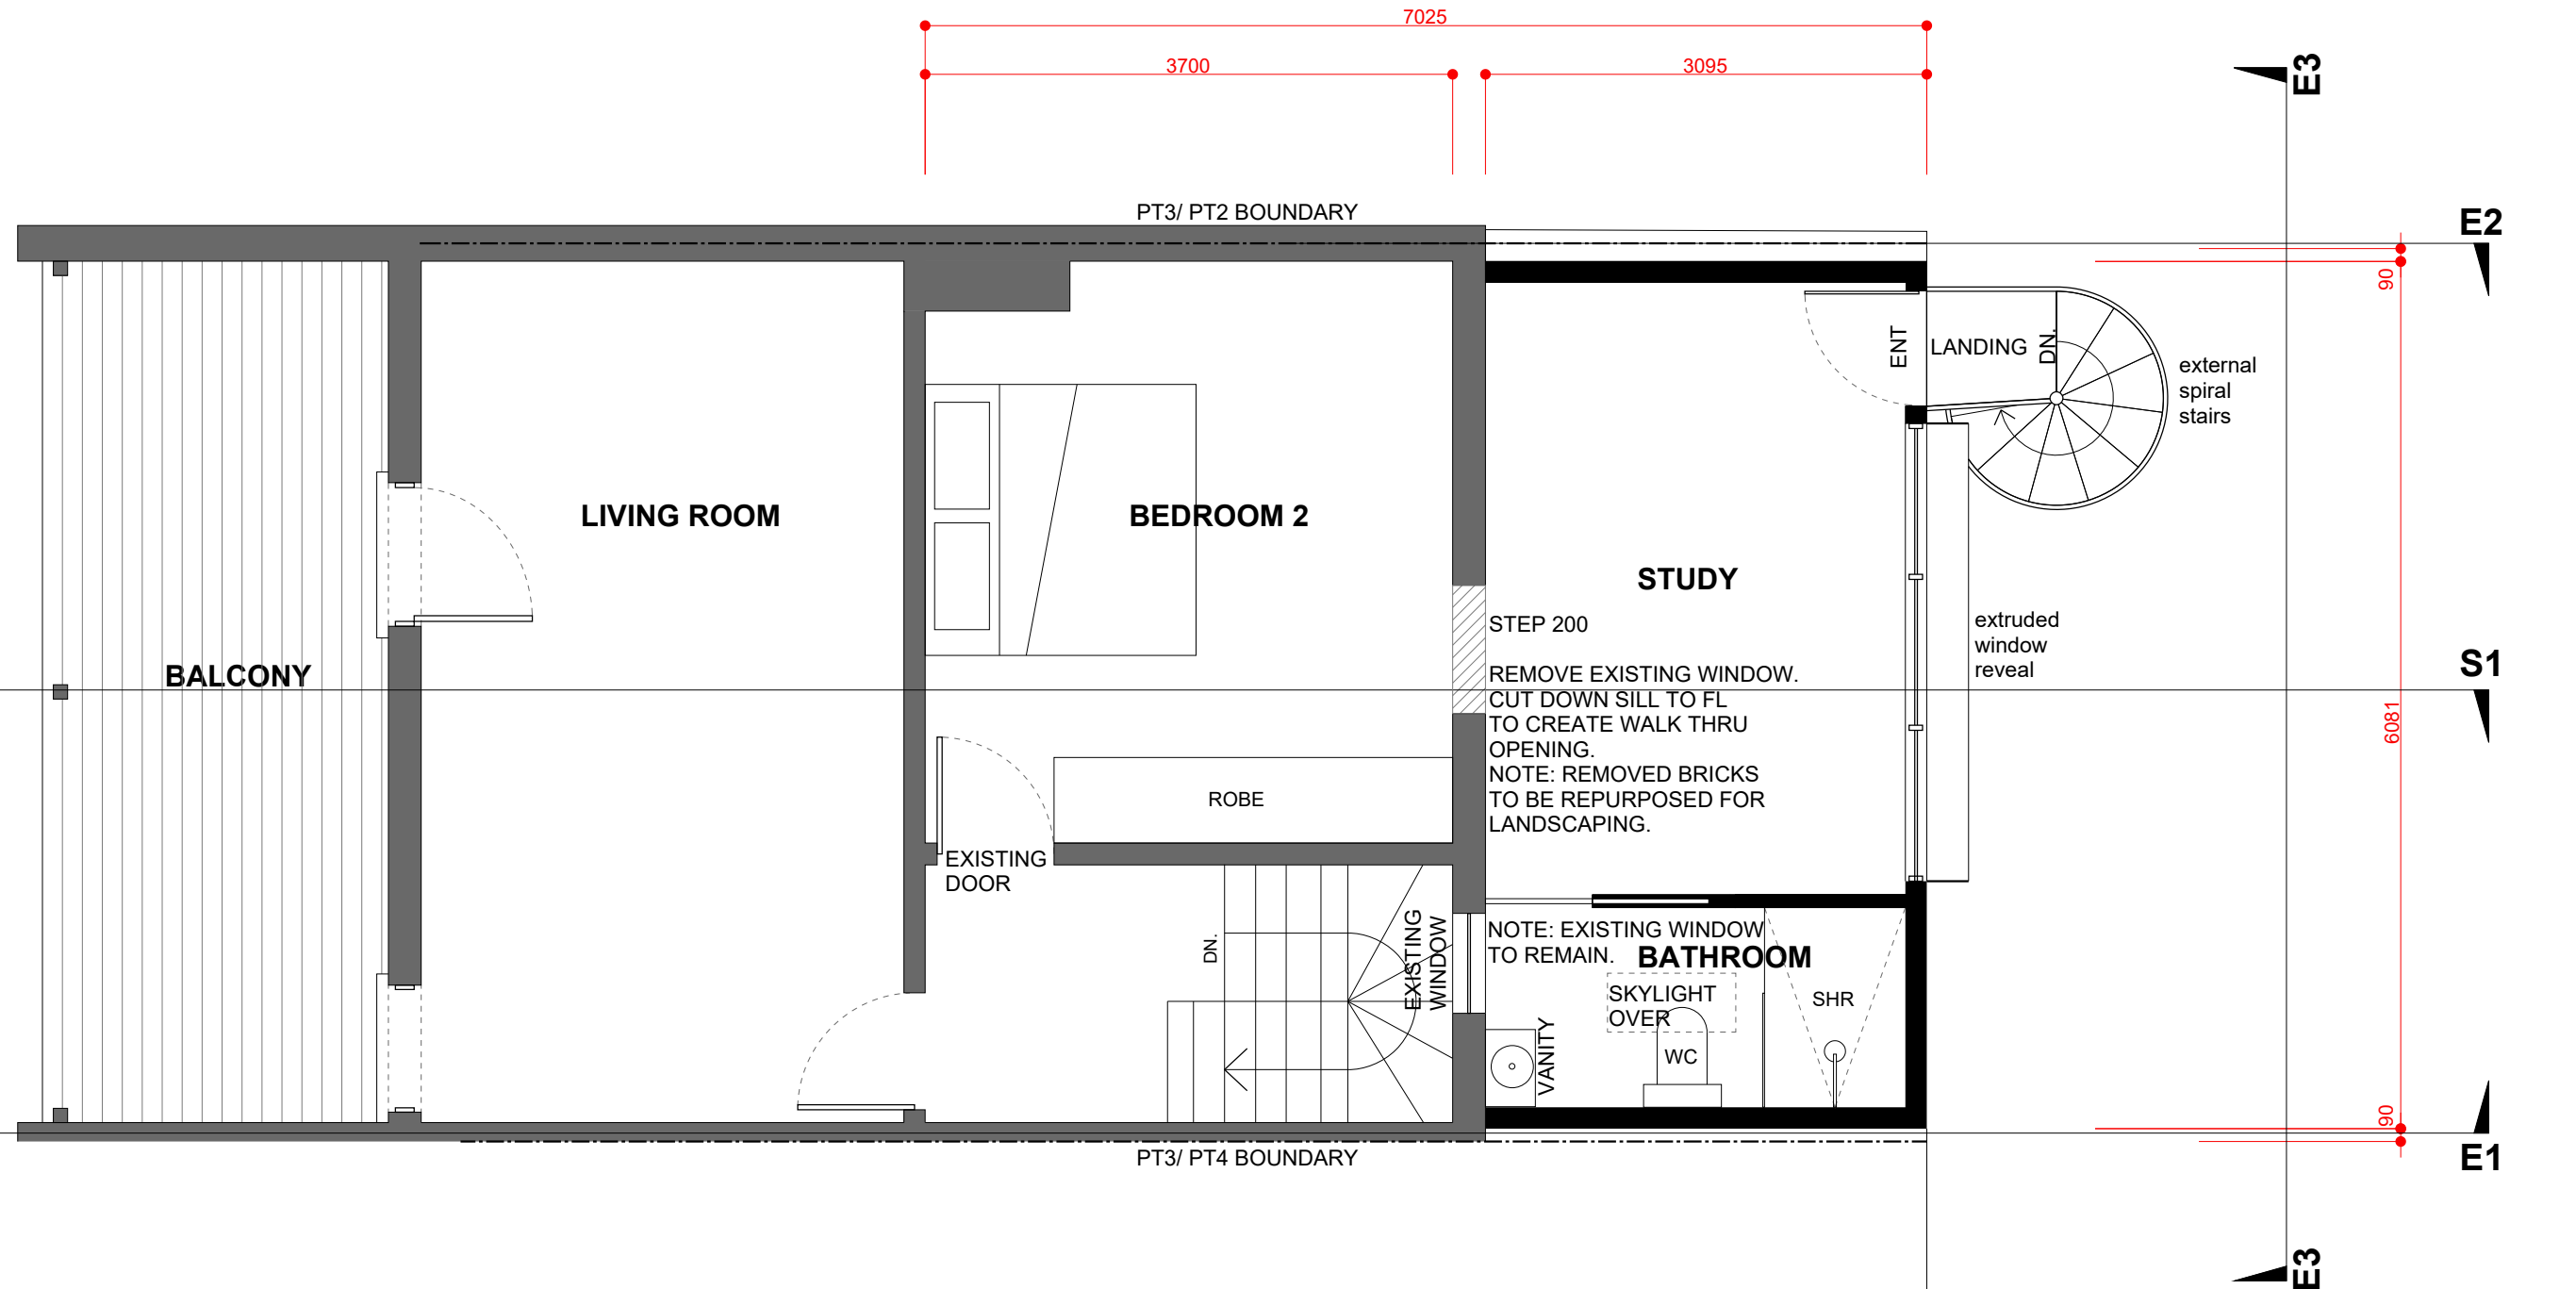 7025
3700
3095
E3
PT3/ PT2 BOUNDARY
E2
90
ENT
LANDING
DN.
external
spiral
stairs
LIVING ROOM
BEDROOM 2
STUDY
STEP 200
extruded
window
reveal
BALCONY
S1
REMOVE EXISTING WINDOW.
CUT DOWN SILL TO FL
TO CREATE WALK THRU
OPENING.
NOTE: REMOVED BRICKS
TO BE REPURPOSED FOR
LANDSCAPING.
6081
ROBE
EXISTING
DOOR
DN.
EXISTING
WINDOW
NOTE: EXISTING WINDOW
TO REMAIN.
BATHROOM
SKYLIGHT
OVER
SHR
WC
VANITY
90
PT3/ PT4 BOUNDARY
E1
E3